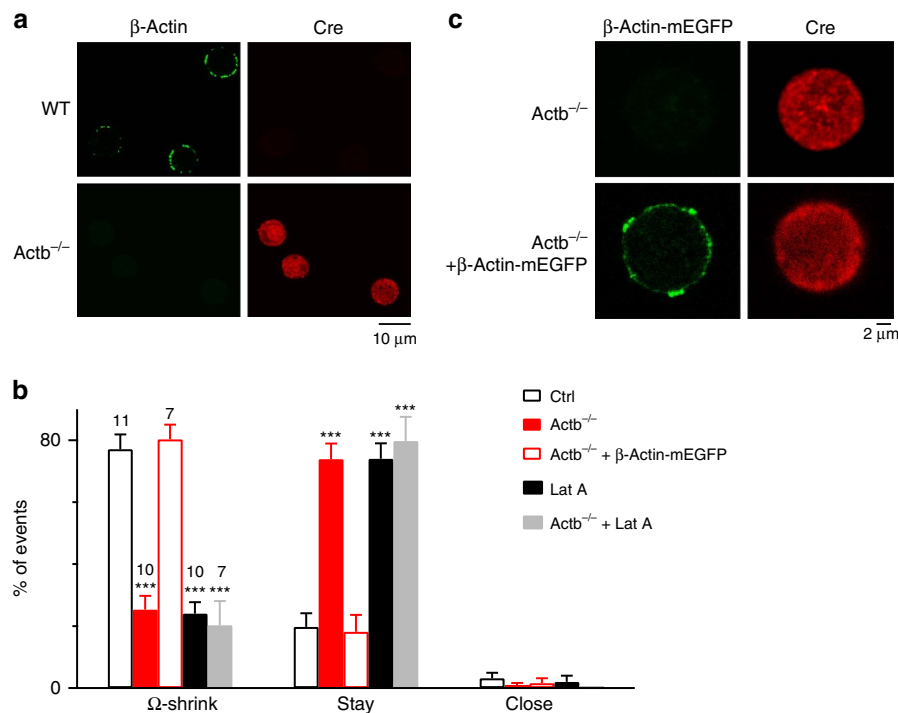 a
β-Actin Cre
WT
Actb–/–
10 μm
c
β-Actin-mEGFP Cre
Actb–/–
Actb–/–
+β-Actin-mEGFP
2 μm
b
% of events
80
0
11
10
***
7
10
***
7
***
***
***
***
Ω-shrink Stay Close
Ctrl
Actb–/–
Actb–/– + β-Actin-mEGFP
Lat A
Actb–/– + Lat A